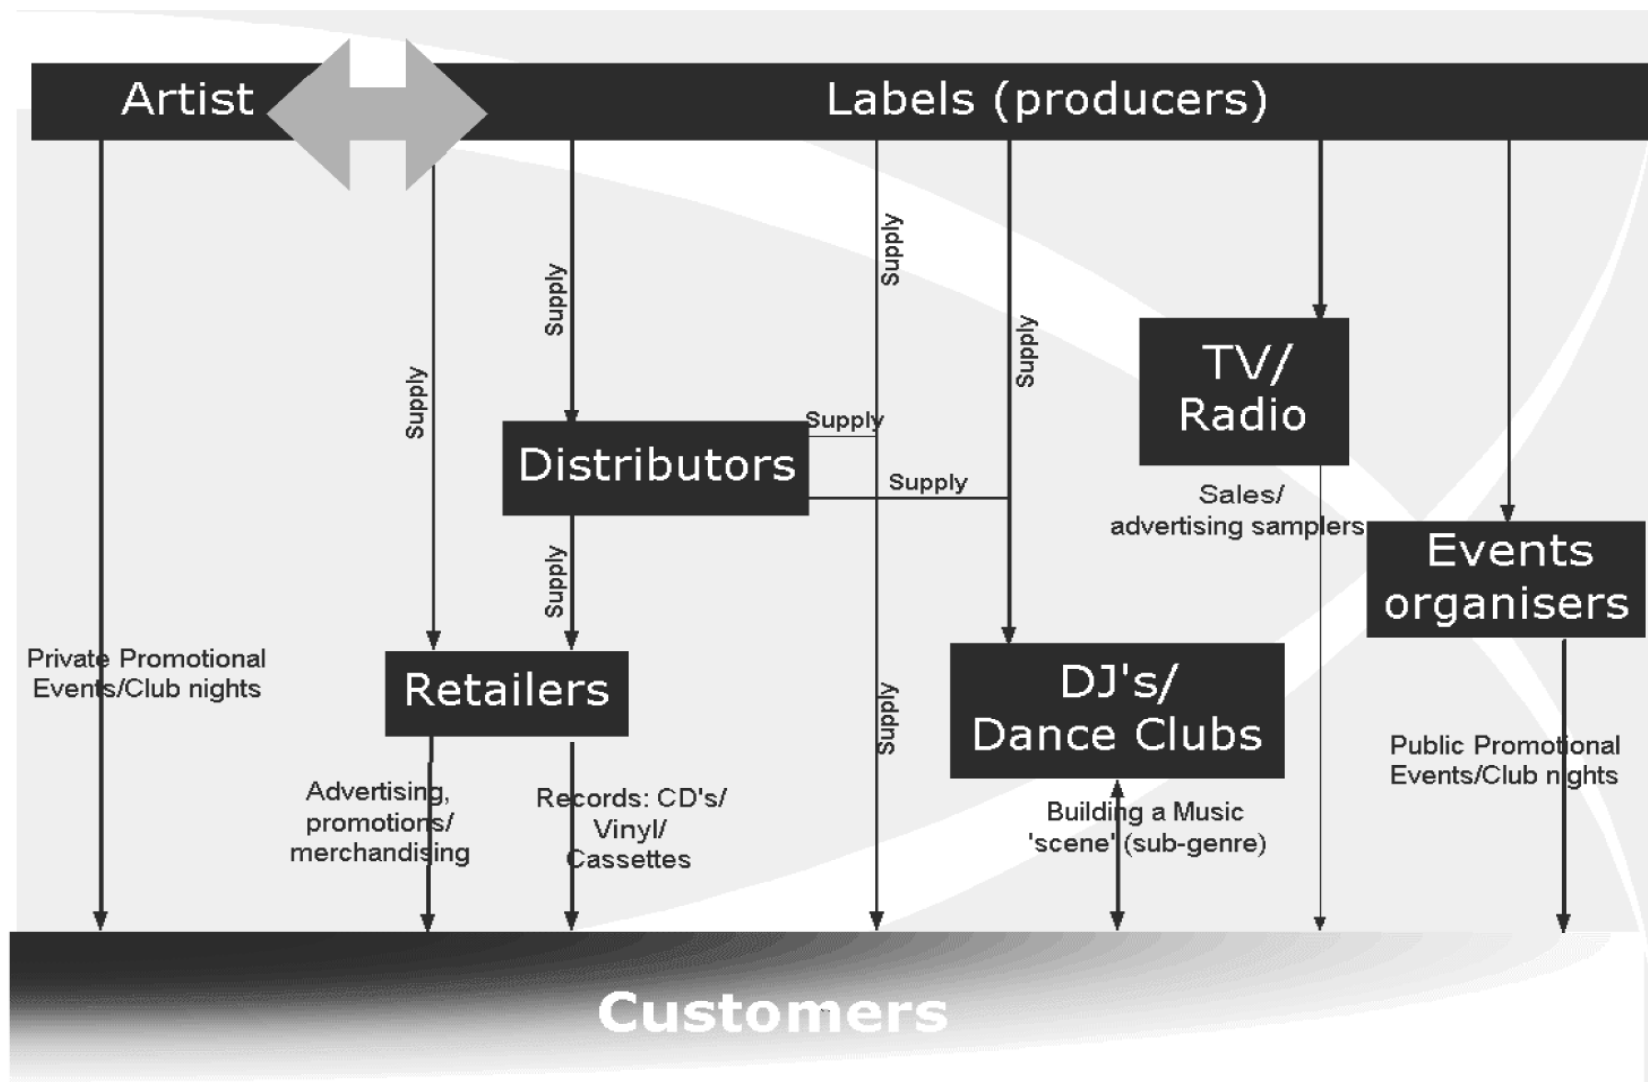 Artist
Labels (producers)
Supply
Supply
Supply
Supply
Supply
Supply
Supply
Supply
Distributors
TV/
Radio
Sales/
advertising samplers
Events
organisers
Private Promotional
Events/Club nights
Retailers
DJ's/
Dance Clubs
Advertising,
promotions/
merchandising
Records: CD's/
Vinyl/
Cassettes
Building a Music
'scene' (sub-genre)
Public Promotional
Events/Club nights
Customers